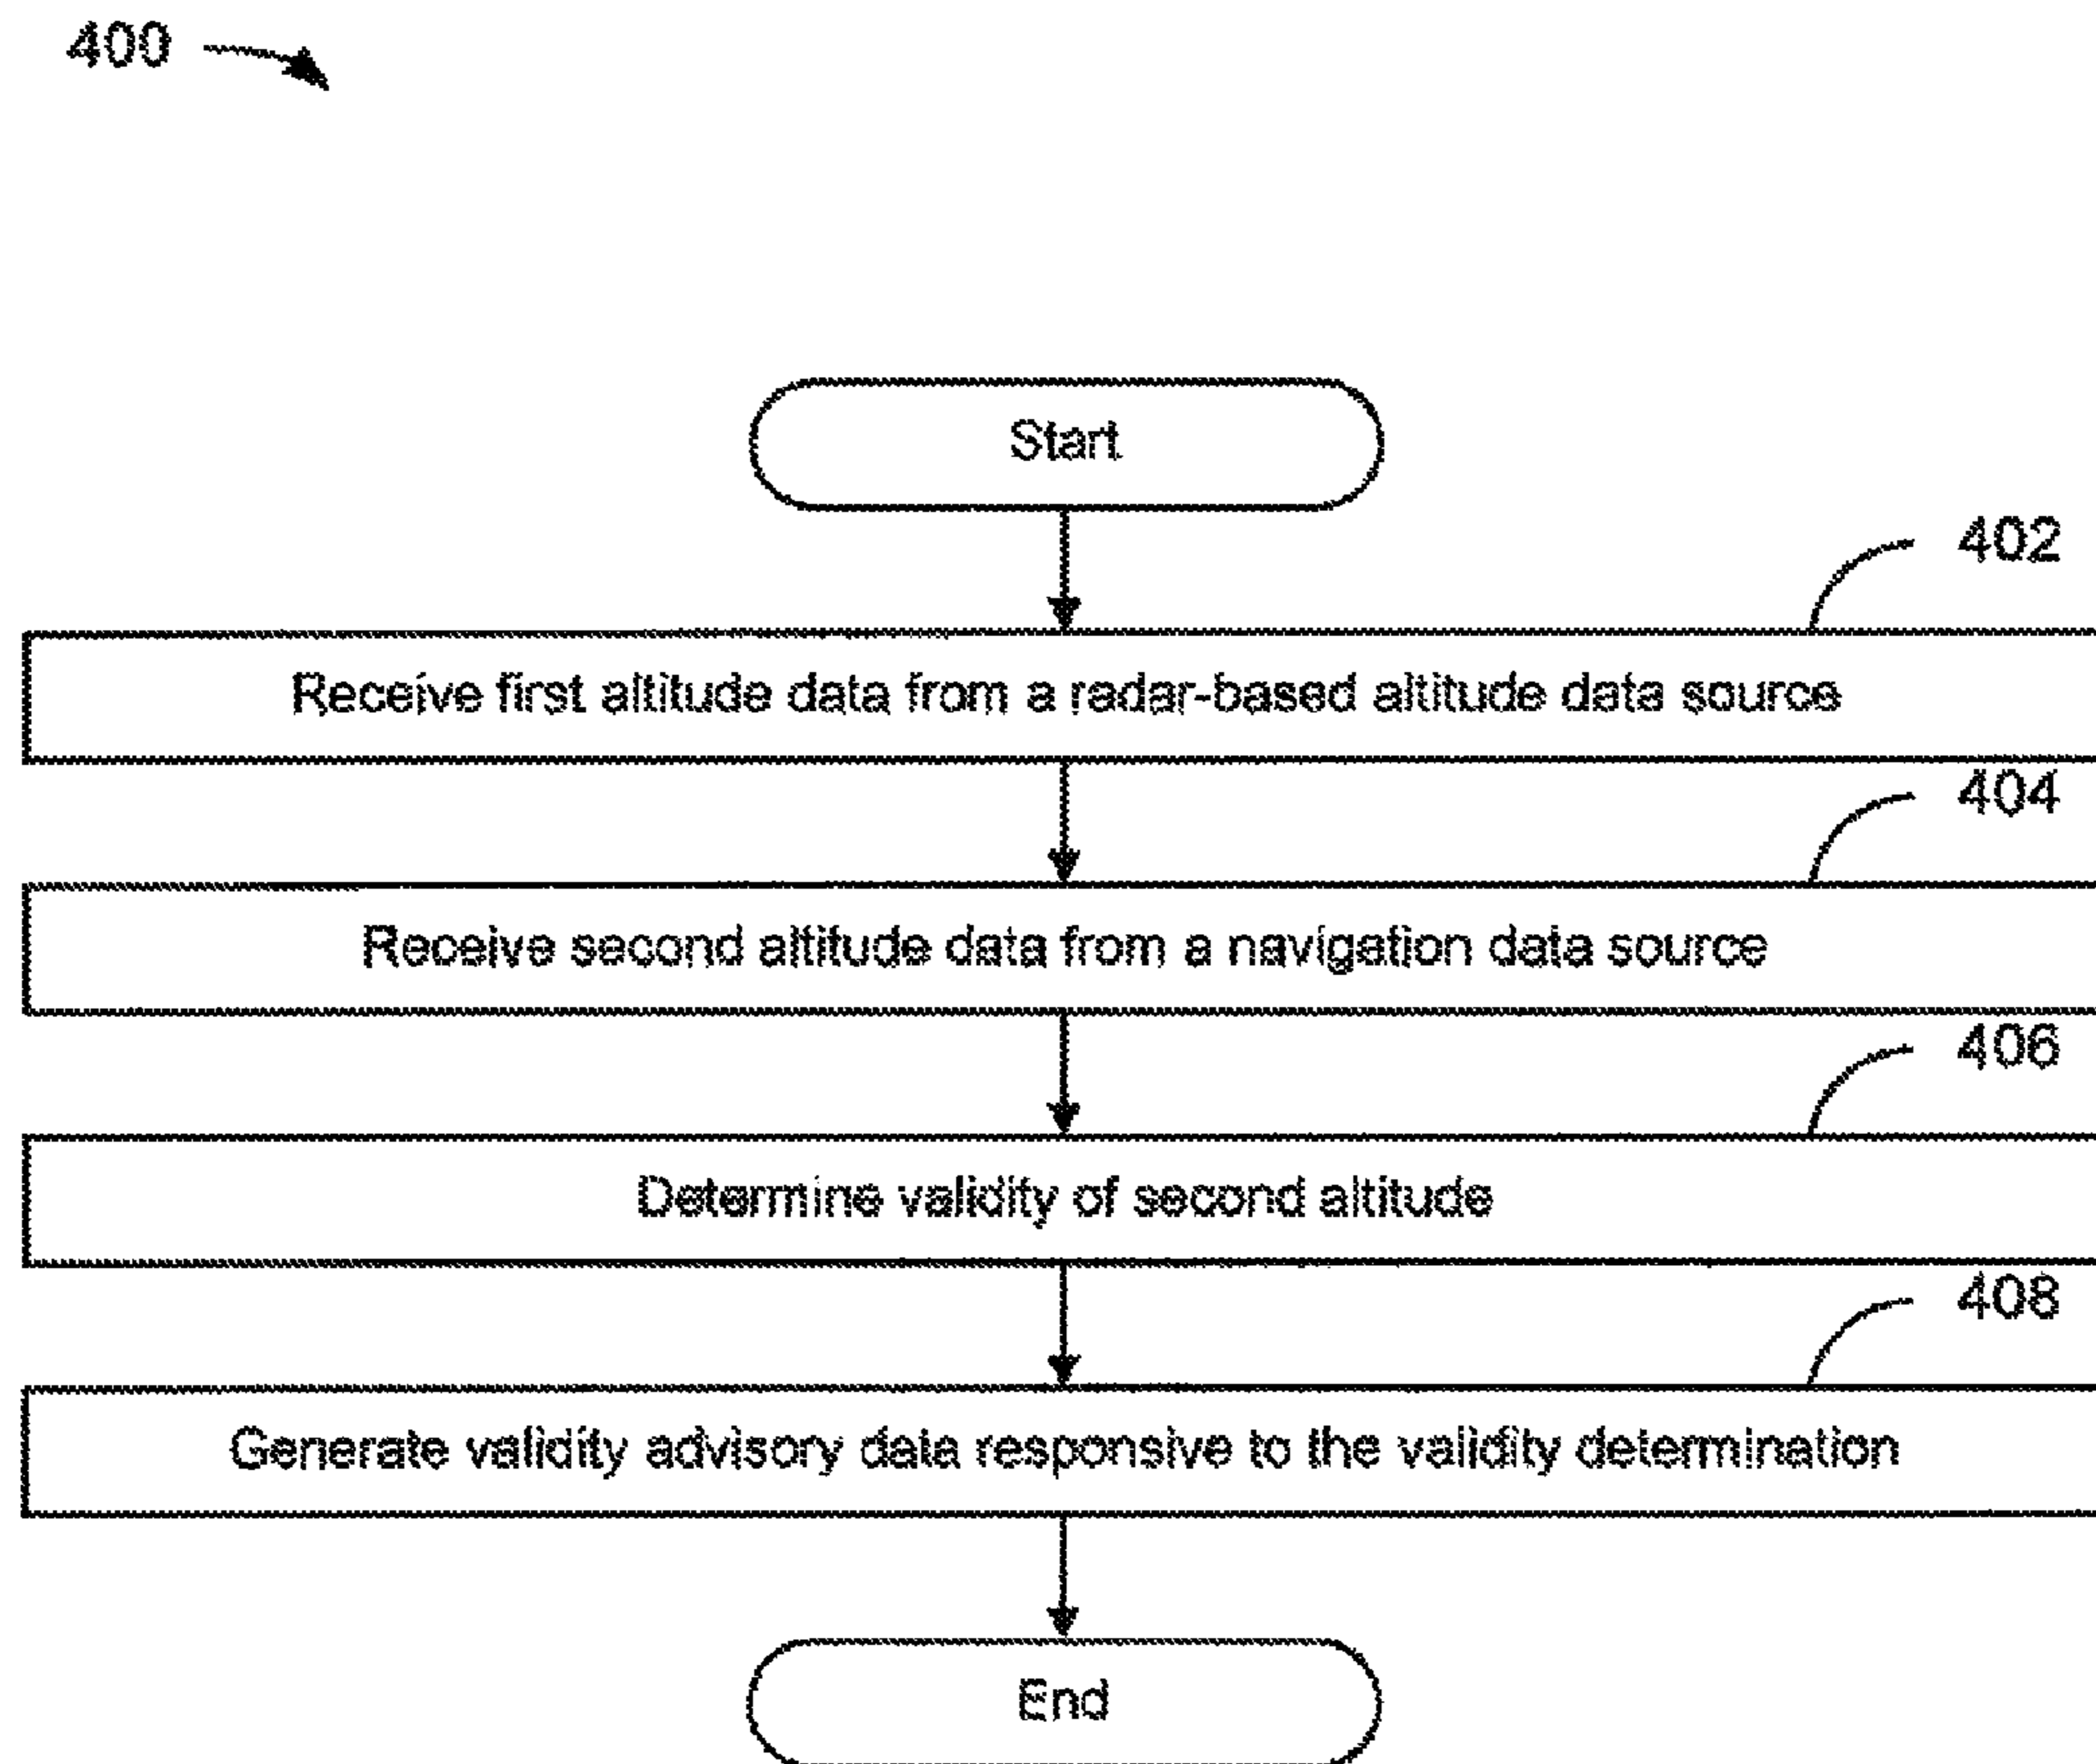 400
Start
402
Receive first altitude data from a radar-based altitude data source
404
Receive second altitude data from a navigation data source
406
Determine validity of second altitude
408
Generate validity advisory data responsive to the validity determination
End